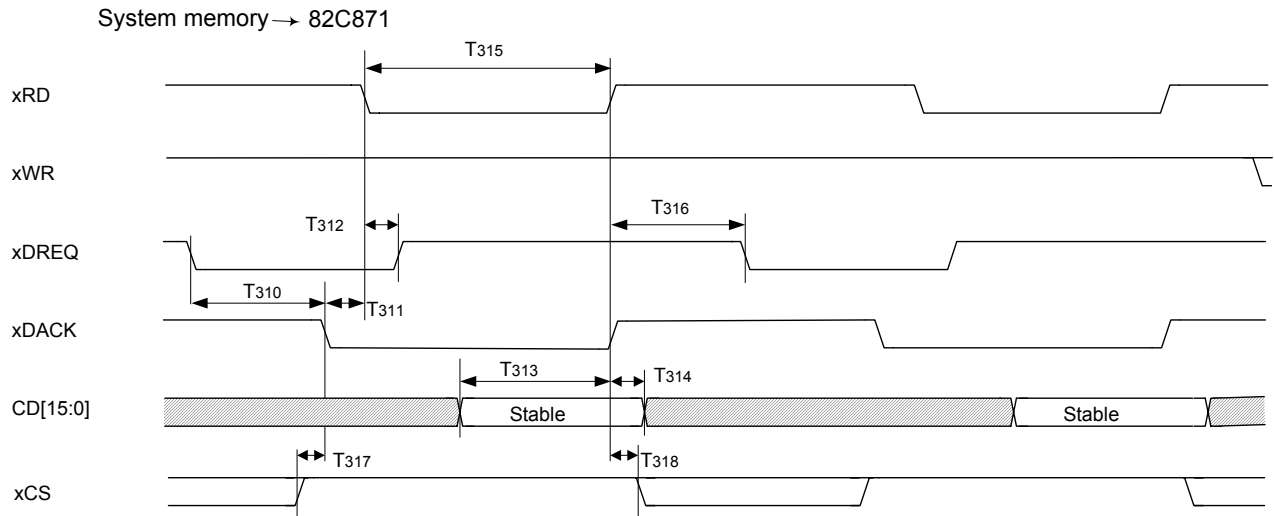 System memory → 82C871
T315
xRD
xWR
T312
T316
xDREQ
T310
T311
xDACK
T313
T314
CD[15:0]
Stable
Stable
T317
T318
xCS